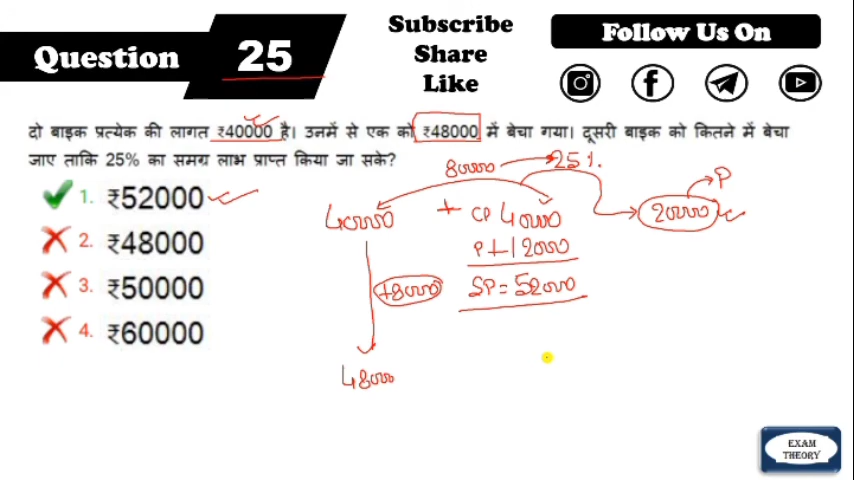 Question 25
Subscribe
Share
Like
Follow Us On
दो बाइक प्रत्येक की लागत ₹40000 है। उनमें से एक को ₹48000 में बेचा गया। दूसरी बाइक को कितने में बेचा
जाए ताकि 25% का समग्र लाभ प्राप्त किया जा सके?
80000 25%
P
1. ₹52000
40000 + CP 40000
20000
2. ₹48000
P + 12000
3. ₹50000
+8000 SP = 52000
4. ₹60000
48000
EXAM
THEORY